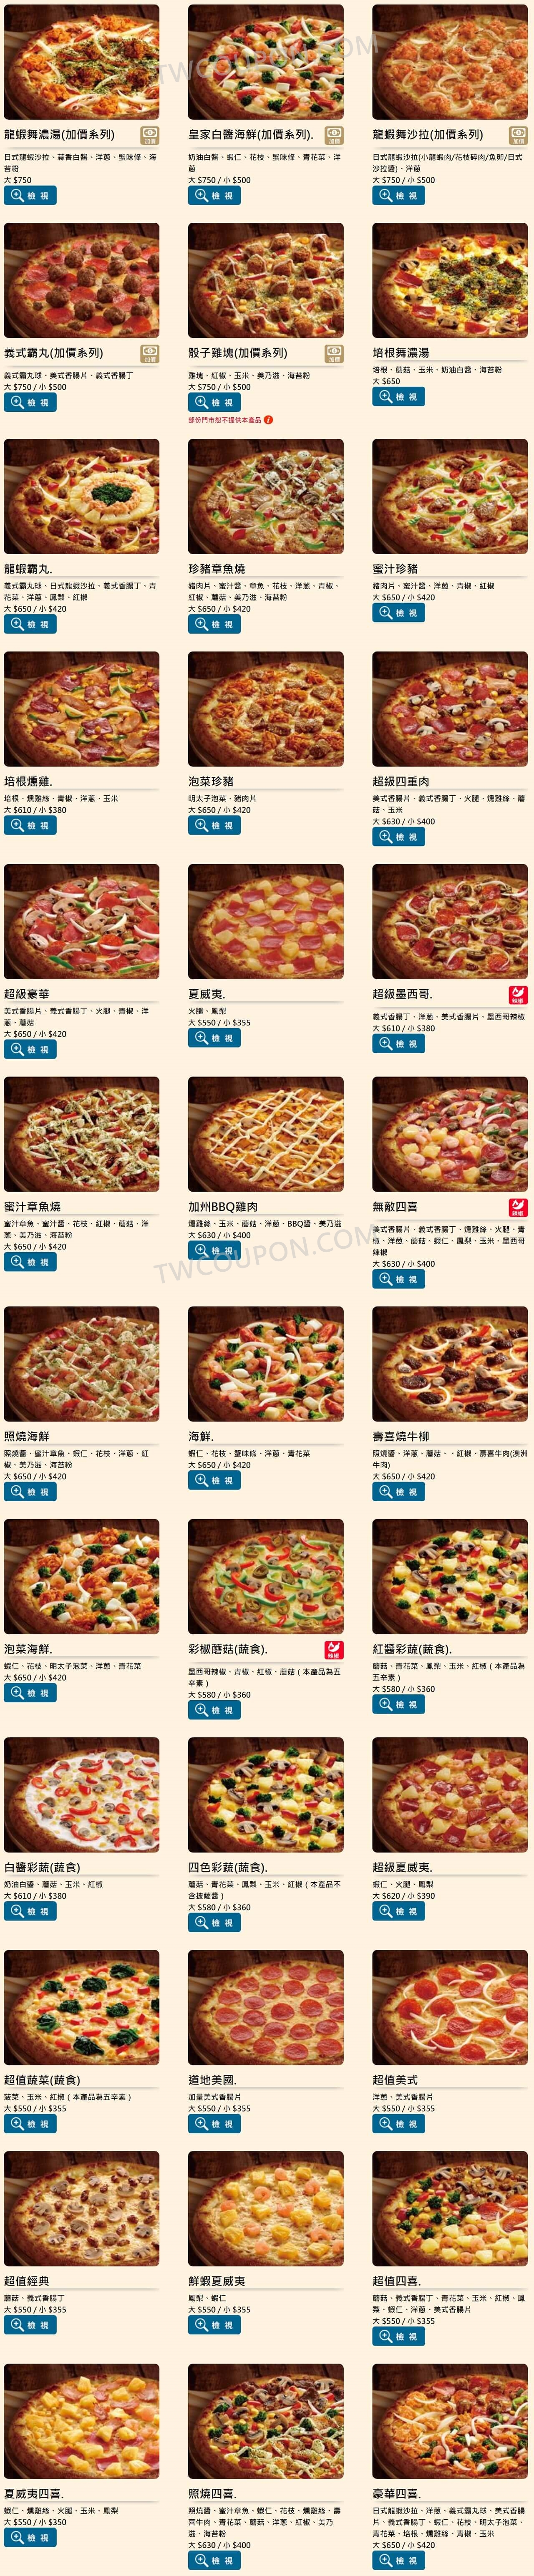 TWCOUPON.COM
龍蝦舞濃湯(加價系列)
加價
日式龍蝦沙拉、蒜香白醬、洋蔥、蟹味條、海
苔粉
大 $750
檢 視
皇家白醬海鮮(加價系列).
加價
奶油白醬、蝦仁、花枝、蟹味條、青花菜、洋
蔥
大 $750 / 小 $500
檢 視
龍蝦舞沙拉(加價系列)
加價
日式龍蝦沙拉(小龍蝦肉/花枝碎肉/魚卵/日式
沙拉醬)、洋蔥
大 $750 / 小 $500
檢 視
義式霸丸(加價系列)
加價
義式霸丸球、美式香腸片、義式香腸丁
大 $750 / 小 $500
檢 視
骰子雞塊(加價系列)
加價
雞塊、紅椒、玉米、美乃滋、海苔粉
大 $750 / 小 $500
檢 視
部份門市恕不提供本產品
培根舞濃湯
培根、蘑菇、玉米、奶油白醬、海苔粉
大 $650
檢 視
龍蝦霸丸.
義式霸丸球、日式龍蝦沙拉、義式香腸丁、青
花菜、洋蔥、鳳梨、紅椒
大 $650 / 小 $420
檢 視
珍豬章魚燒
豬肉片、蜜汁醬、章魚、花枝、洋蔥、青椒、
紅椒、蘑菇、美乃滋、海苔粉
大 $650 / 小 $420
檢 視
蜜汁珍豬
豬肉片、蜜汁醬、洋蔥、青椒、紅椒
大 $650 / 小 $420
檢 視
培根燻雞.
培根、燻雞絲、青椒、洋蔥、玉米
大 $610 / 小 $380
檢 視
泡菜珍豬
明太子泡菜、豬肉片
大 $650 / 小 $420
檢 視
超級四重肉
美式香腸片、義式香腸丁、火腿、燻雞絲、蘑
菇、玉米
大 $630 / 小 $400
檢 視
超級豪華
美式香腸片、義式香腸丁、火腿、青椒、洋
蔥、蘑菇
大 $650 / 小 $420
檢 視
夏威夷.
火腿、鳳梨
大 $550 / 小 $355
檢 視
超級墨西哥.
辣椒
義式香腸丁、洋蔥、美式香腸片、墨西哥辣椒
大 $610 / 小 $380
檢 視
蜜汁章魚燒
蜜汁章魚、蜜汁醬、花枝、紅椒、蘑菇、洋
蔥、美乃滋、海苔粉
大 $650 / 小 $420
檢 視
加州BBQ雞肉
燻雞絲、玉米、蘑菇、洋蔥、BBQ醬、美乃滋
大 $630 / 小 $400
檢 視
TWCOUPON.COM
無敵四喜
辣椒
美式香腸片、義式香腸丁、燻雞絲、火腿、青
椒、洋蔥、蘑菇、蝦仁、鳳梨、玉米、墨西哥
辣椒
大 $630 / 小 $400
檢 視
照燒海鮮
照燒醬、蜜汁章魚、蝦仁、花枝、洋蔥、紅
椒、美乃滋、海苔粉
大 $650 / 小 $420
檢 視
海鮮.
蝦仁、花枝、蟹味條、洋蔥、青花菜
大 $650 / 小 $420
檢 視
壽喜燒牛柳
照燒醬、洋蔥、蘑菇、、紅椒、壽喜牛肉(澳洲
牛肉)
大 $650 / 小 $420
檢 視
泡菜海鮮.
蝦仁、花枝、明太子泡菜、洋蔥、青花菜
大 $650 / 小 $420
檢 視
彩椒蘑菇(蔬食).
辣椒
墨西哥辣椒、青椒、紅椒、蘑菇（本產品為五
辛素）
大 $580 / 小 $360
檢 視
紅醬彩蔬(蔬食).
蘑菇、青花菜、鳳梨、玉米、紅椒（本產品為
五辛素）
大 $580 / 小 $360
檢 視
白醬彩蔬(蔬食)
奶油白醬、蘑菇、玉米、紅椒
大 $610 / 小 $380
檢 視
四色彩蔬(蔬食).
蘑菇、青花菜、鳳梨、玉米、紅椒（本產品不
含披薩醬）
大 $580 / 小 $360
檢 視
超級夏威夷.
蝦仁、火腿、鳳梨
大 $620 / 小 $390
檢 視
超值蔬菜(蔬食)
菠菜、玉米、紅椒（本產品為五辛素）
大 $550 / 小 $355
檢 視
道地美國.
加量美式香腸片
大 $550 / 小 $355
檢 視
超值美式
洋蔥、美式香腸片
大 $550 / 小 $355
檢 視
超值經典
蘑菇、義式香腸丁
大 $550 / 小 $355
檢 視
鮮蝦夏威夷
鳳梨、蝦仁
大 $550 / 小 $355
檢 視
超值四喜.
蘑菇、義式香腸丁、青花菜、玉米、紅椒、鳳
梨、蝦仁、洋蔥、美式香腸片
大 $550 / 小 $355
檢 視
夏威夷四喜.
蝦仁、燻雞絲、火腿、玉米、鳳梨
大 $550 / 小 $350
檢 視
照燒四喜.
照燒醬、蜜汁章魚、蝦仁、花枝、燻雞絲、壽
喜牛肉、青花菜、蘑菇、洋蔥、紅椒、美乃
滋、海苔粉
大 $630 / 小 $400
檢 視
豪華四喜.
日式龍蝦沙拉、洋蔥、義式霸丸球、美式香腸
片、義式香腸丁、蝦仁、花枝、明太子泡菜、
青花菜、培根、燻雞絲、青椒、玉米
大 $650 / 小 $420
檢 視